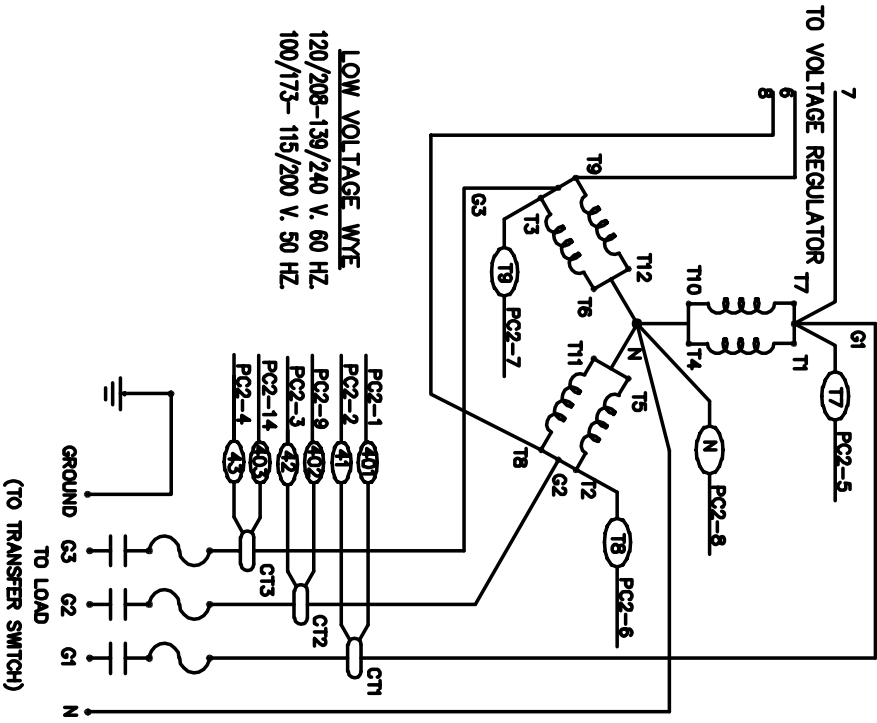 TO VOLTAGE REGULATOR
7
6
8
LOW VOLTAGE WYE
120/208-139/240 V. 60 HZ.
100/173- 115/200 V. 50 HZ.
T9
T12
T3
T6
G3
T9
PC2-7
T7
T1
T10
T4
G1
T7
PC2-5
N
N
PC2-8
T11
T5
T8
T2
G2
T8
PC2-6
PC2-1
401
PC2-2
41
PC2-9
402
PC2-3
42
PC2-14
403
PC2-4
43
CT3
CT2
CT1
GROUND
G3
G2
G1
N
TO LOAD
(TO TRANSFER SWITCH)